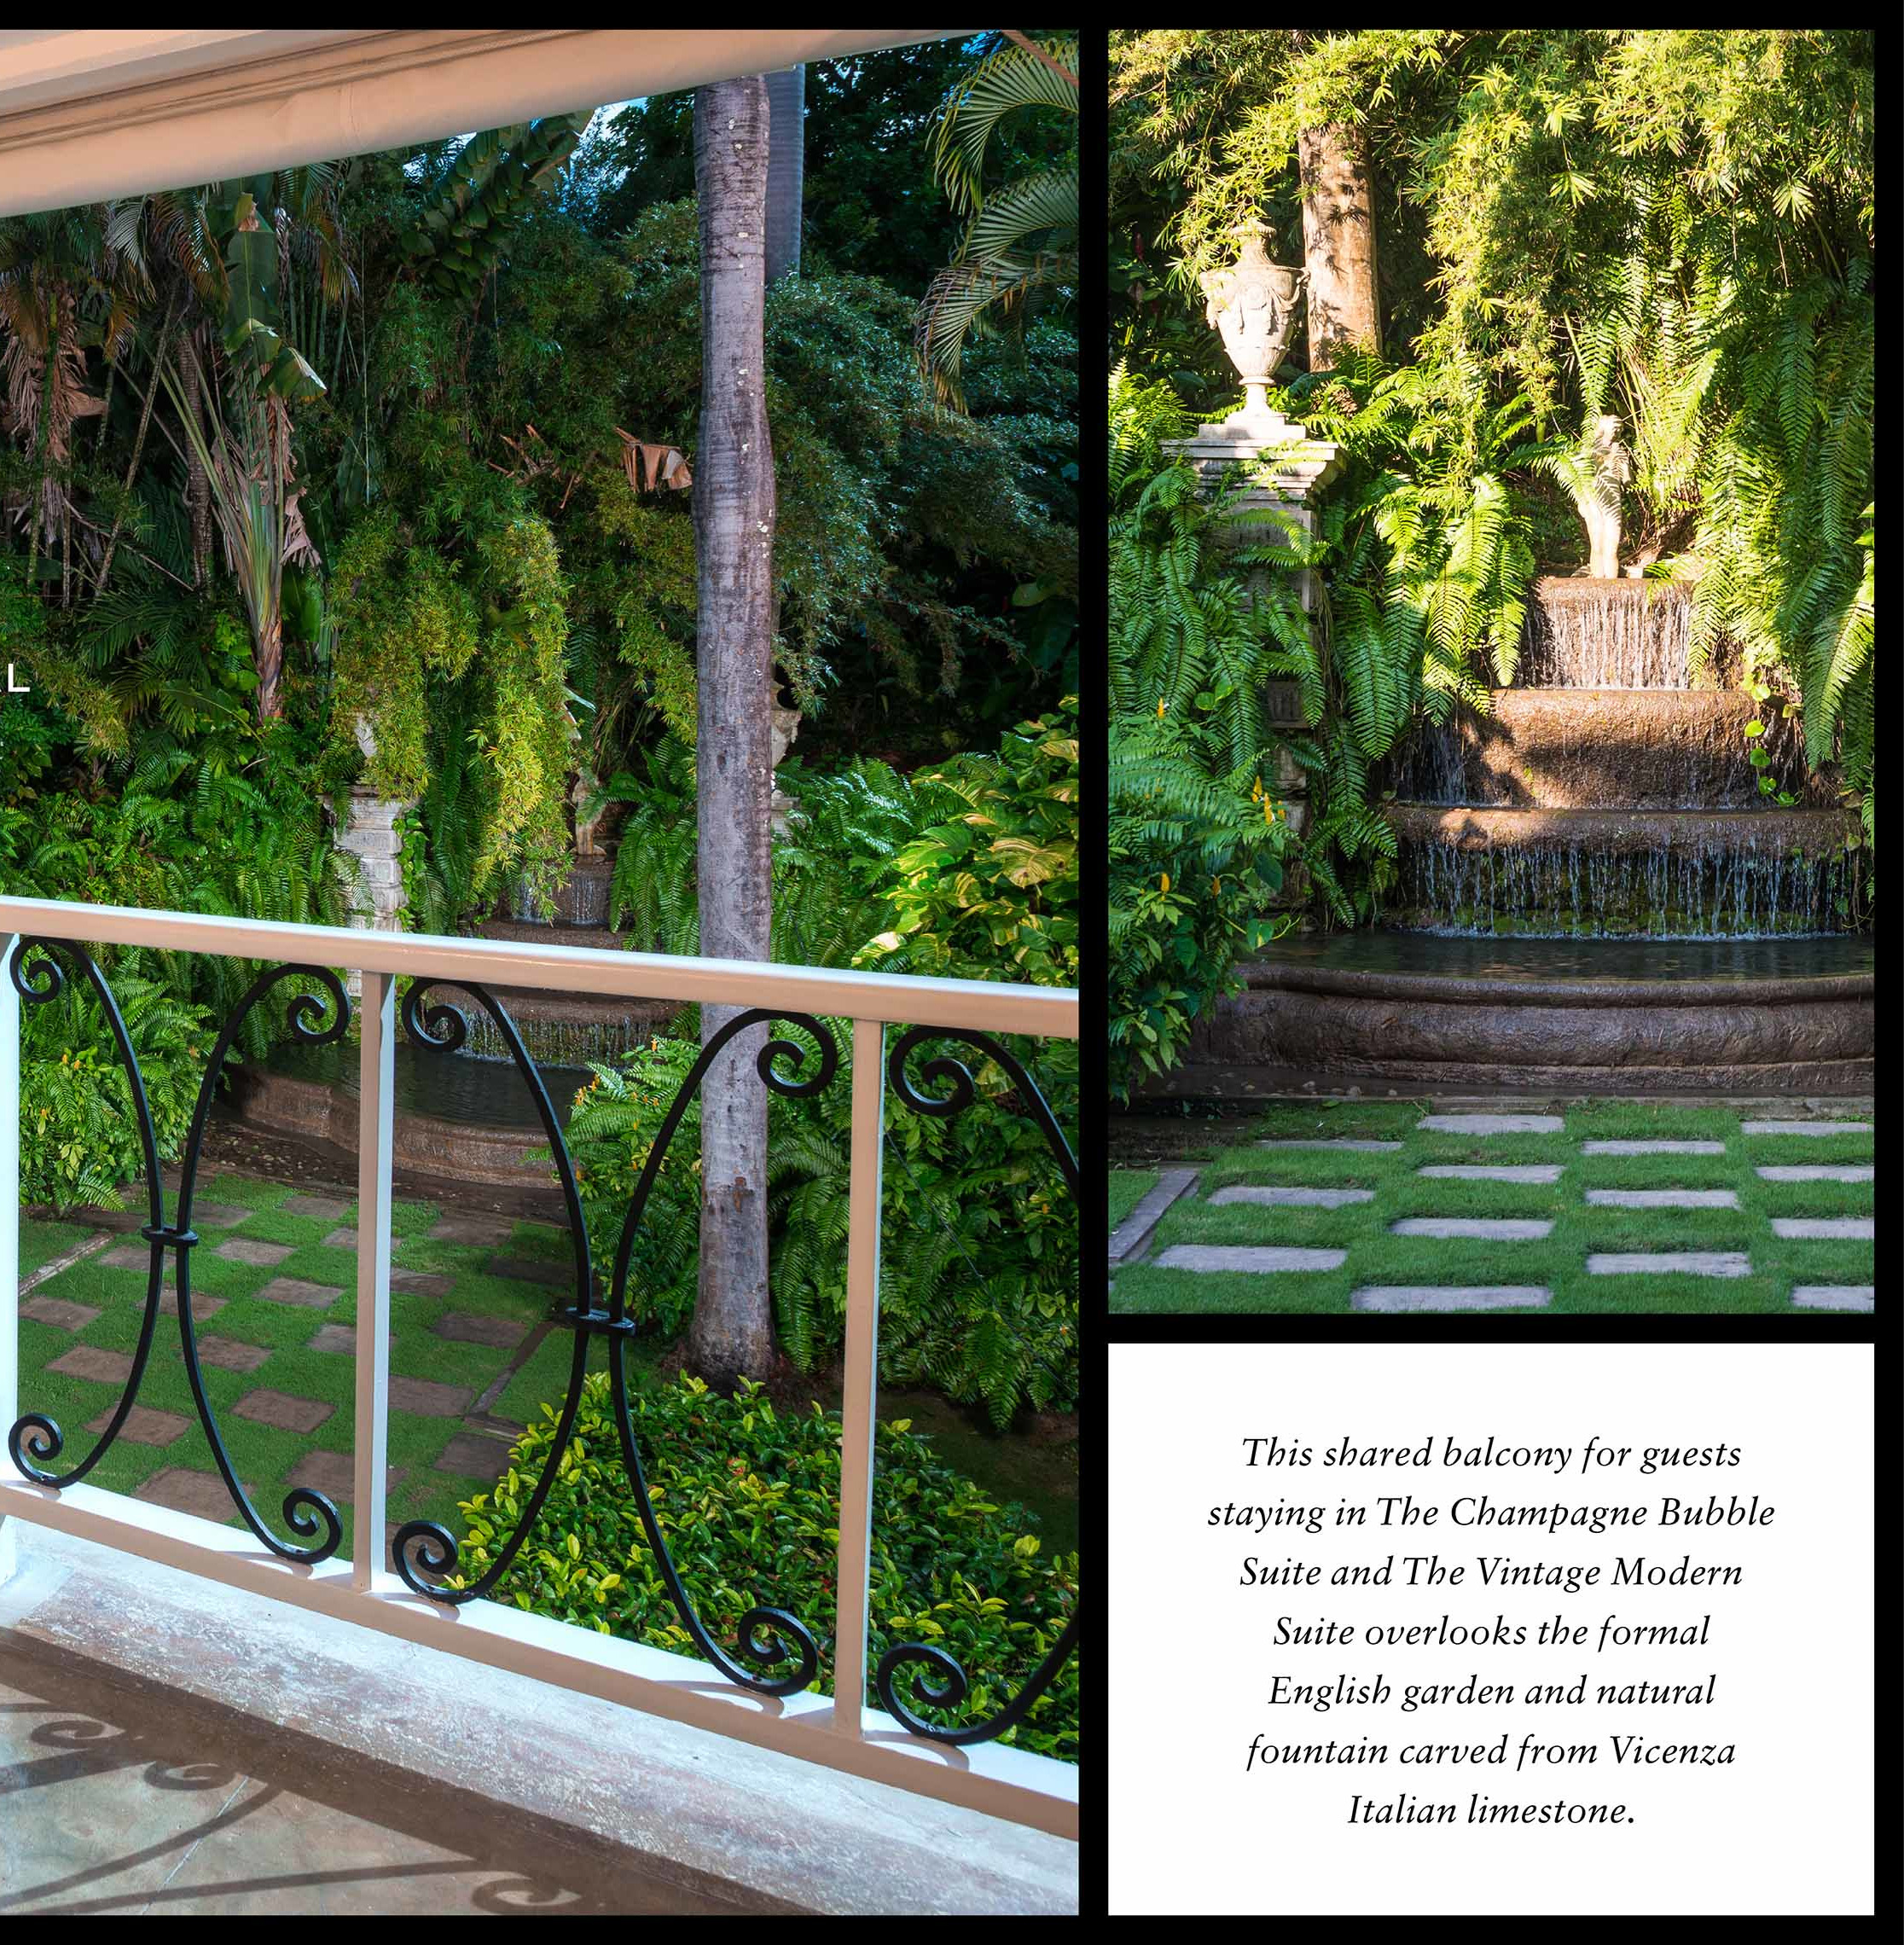 L
This shared balcony for guests
staying in The Champagne Bubble
Suite and The Vintage Modern
Suite overlooks the formal
English garden and natural
fountain carved from Vicenza
Italian limestone.